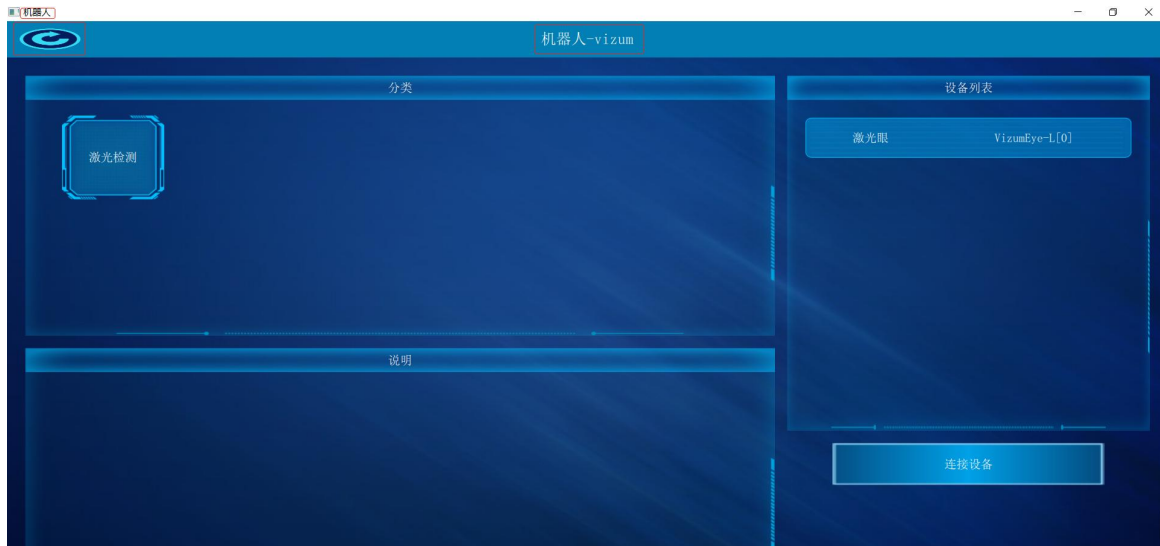 机器人
机器人-vizum
分类
设备列表
激光检测
激光眼 VizumEye-L[0]
说明
连接设备